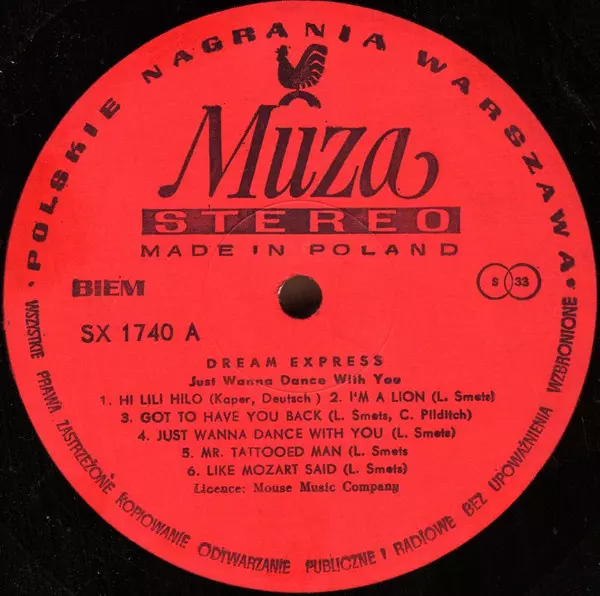 POLSKIE NAGRANIA WARSZAWA
Muza
STEREO
MADE IN POLAND
BIEM
S 33
SX 1740 A
DREAM EXPRESS
Just Wanna Dance With You
1. HI LILI HILO (Kaper, Deutsch ) 2. I'M A LION (L. Smets)
3. GOT TO HAVE YOU BACK (L. Smets, C. Pilditch)
4. JUST WANNA DANCE WITH YOU (L. Smets)
5. MR. TATTOOED MAN (L. Smets
6. LIKE MOZART SAID (L. Smets)
Licence: Mouse Music Company
WSZYSTKIE PRAWA ZASTRZEŻONE KOPIOWANIE ODTWARZANIE PUBLICZNE I RADIOWE BEZ UPOWAŻNIENIA WZBRONIONE